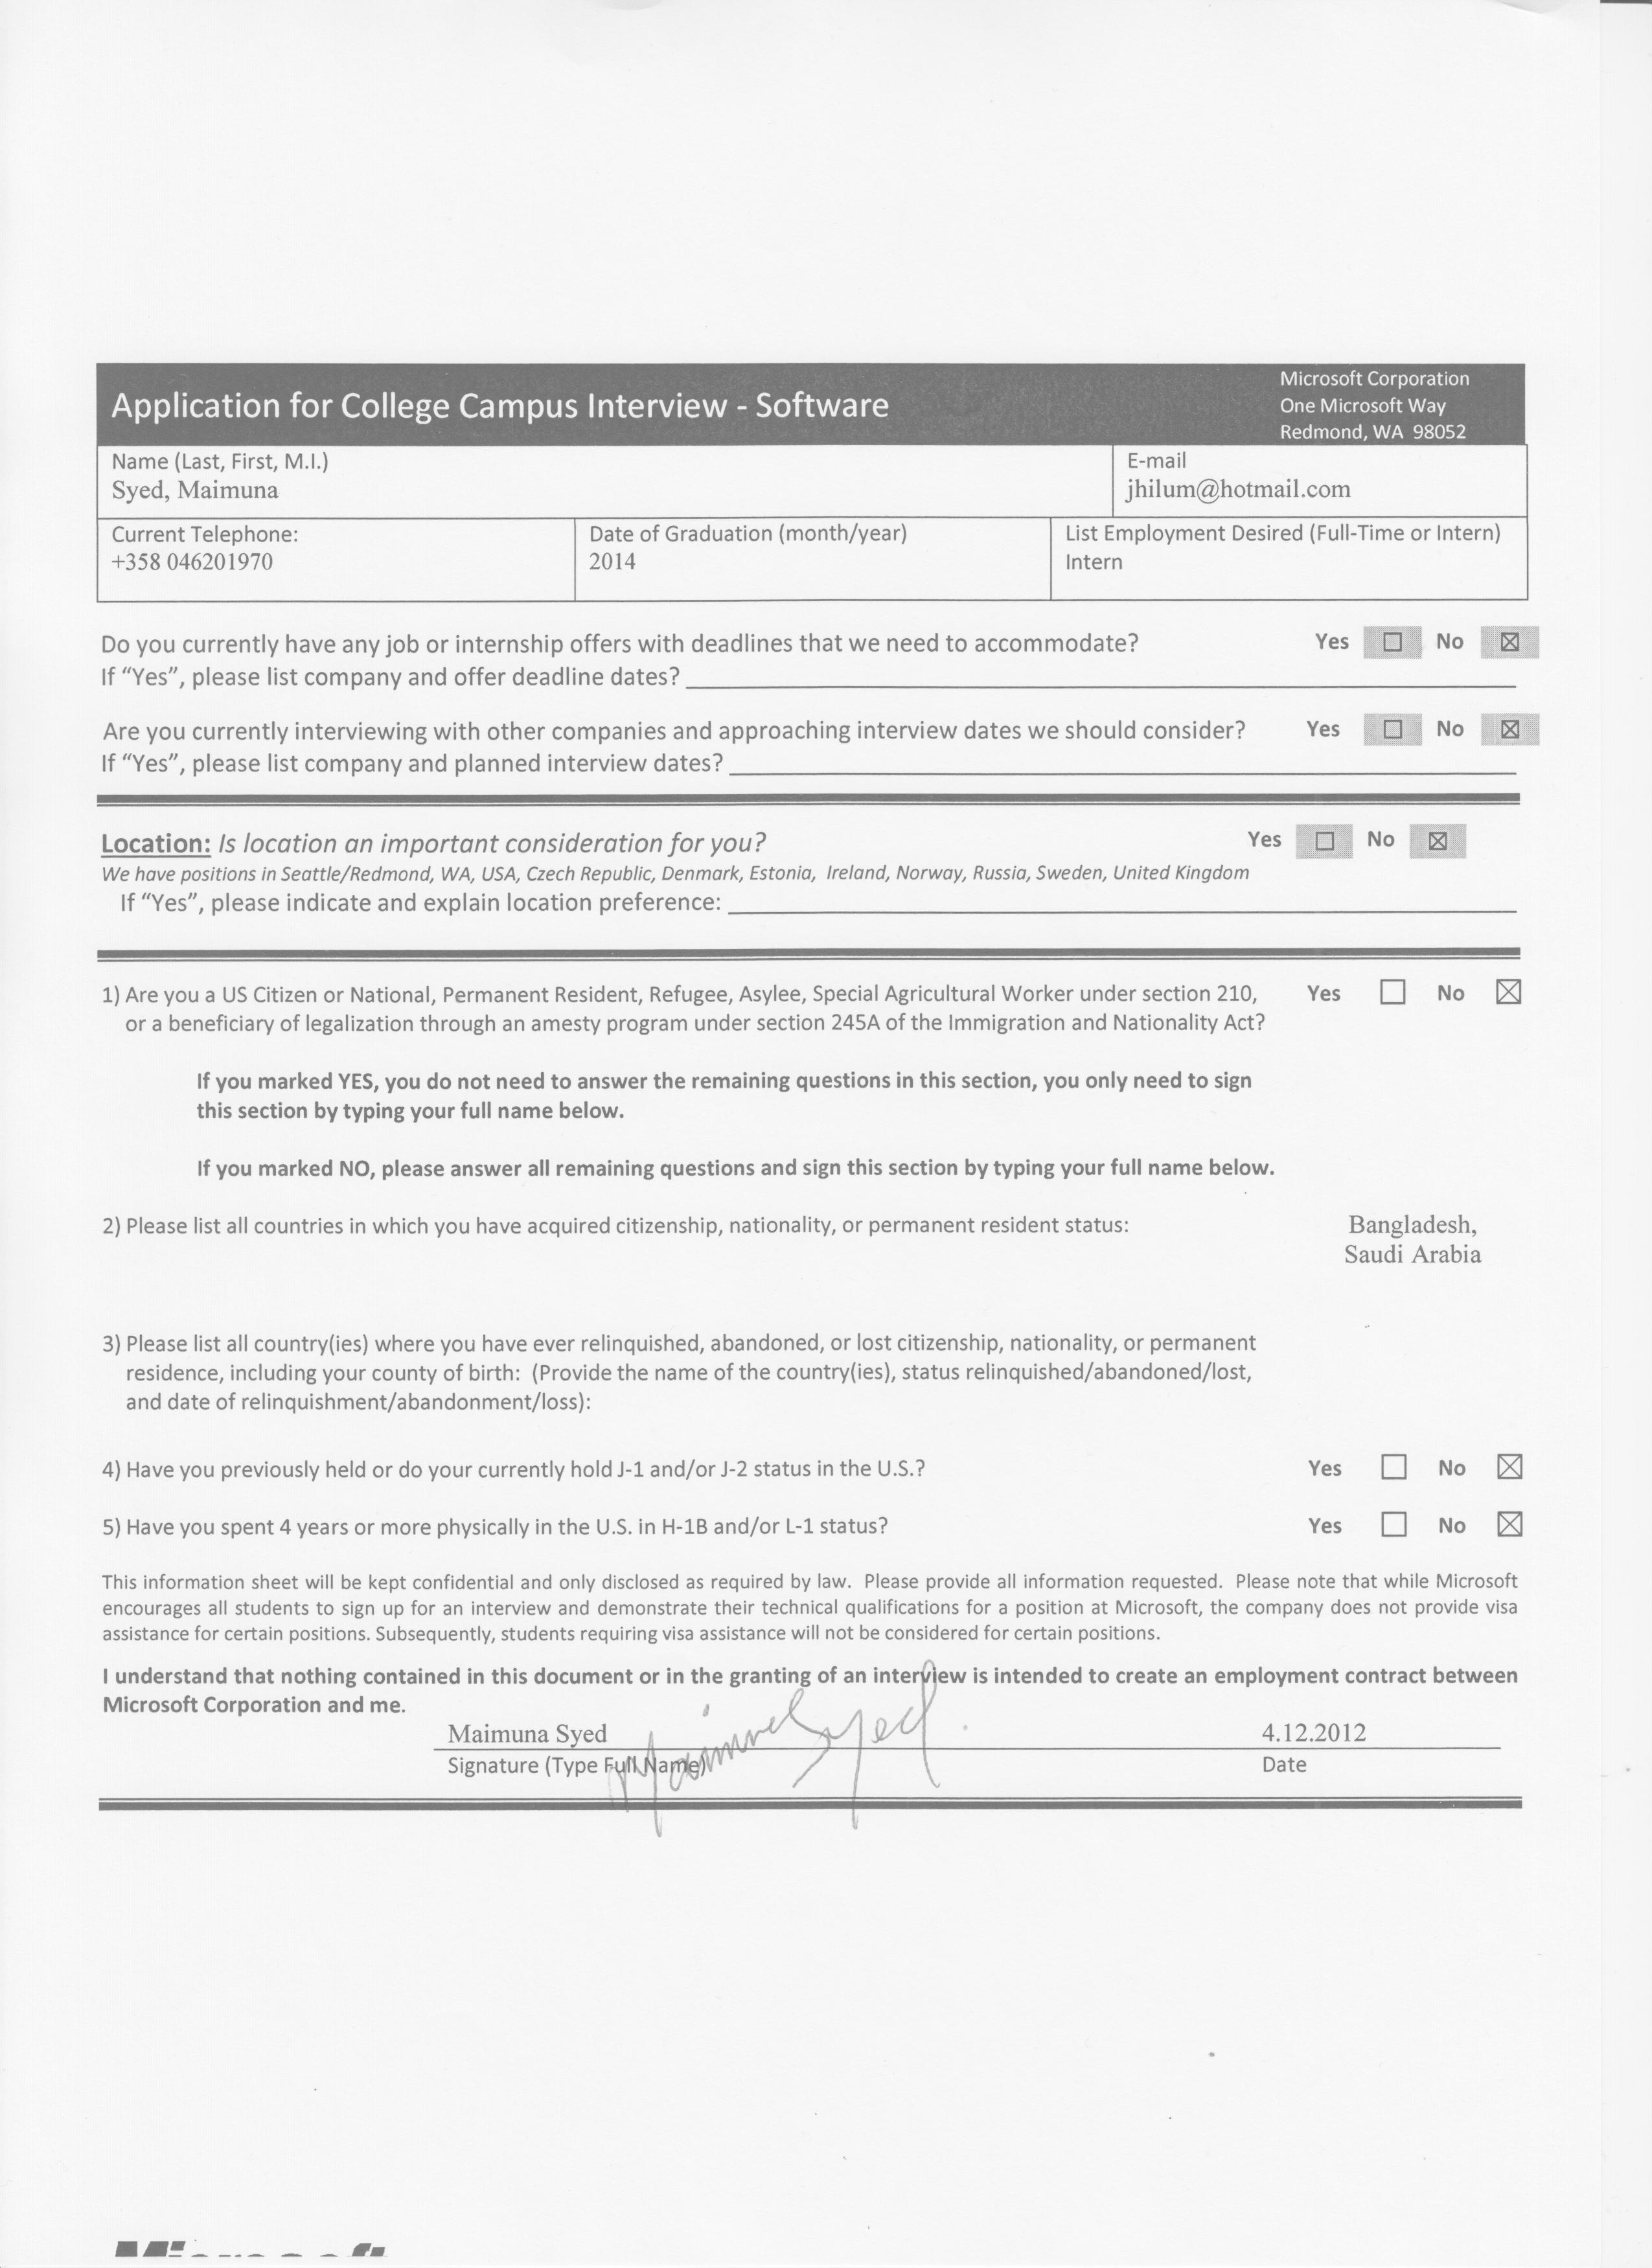 Application for College Campus Interview - Software
Microsoft Corporation
One Microsoft Way
Redmond, WA 98052
Name (Last, First, M.I.)
Syed, Maimuna
E-mail
jhilum@hotmail.com
Current Telephone:
+358 046201970
Date of Graduation (month/year)
2014
List Employment Desired (Full-Time or Intern)
Intern
Do you currently have any job or internship offers with deadlines that we need to accommodate? Yes ☐ No ☒
If “Yes”, please list company and offer deadline dates?
Are you currently interviewing with other companies and approaching interview dates we should consider? Yes ☐ No ☒
If “Yes”, please list company and planned interview dates?
Location: Is location an important consideration for you? Yes ☐ No ☒
We have positions in Seattle/Redmond, WA, USA, Czech Republic, Denmark, Estonia, Ireland, Norway, Russia, Sweden, United Kingdom
If “Yes”, please indicate and explain location preference:
1) Are you a US Citizen or National, Permanent Resident, Refugee, Asylee, Special Agricultural Worker under section 210, Yes ☐ No ☒
or a beneficiary of legalization through an amesty program under section 245A of the Immigration and Nationality Act?
If you marked YES, you do not need to answer the remaining questions in this section, you only need to sign
this section by typing your full name below.
If you marked NO, please answer all remaining questions and sign this section by typing your full name below.
2) Please list all countries in which you have acquired citizenship, nationality, or permanent resident status: Bangladesh,
Saudi Arabia
3) Please list all country(ies) where you have ever relinquished, abandoned, or lost citizenship, nationality, or permanent
residence, including your county of birth: (Provide the name of the country(ies), status relinquished/abandoned/lost,
and date of relinquishment/abandonment/loss):
4) Have you previously held or do your currently hold J-1 and/or J-2 status in the U.S.? Yes ☐ No ☒
5) Have you spent 4 years or more physically in the U.S. in H-1B and/or L-1 status? Yes ☐ No ☒
This information sheet will be kept confidential and only disclosed as required by law. Please provide all information requested. Please note that while Microsoft
encourages all students to sign up for an interview and demonstrate their technical qualifications for a position at Microsoft, the company does not provide visa
assistance for certain positions. Subsequently, students requiring visa assistance will not be considered for certain positions.
I understand that nothing contained in this document or in the granting of an interview is intended to create an employment contract between
Microsoft Corporation and me.
Maimuna Syed
Maimuna Syed
4.12.2012
Signature (Type Full Name)
Date
Microsoft